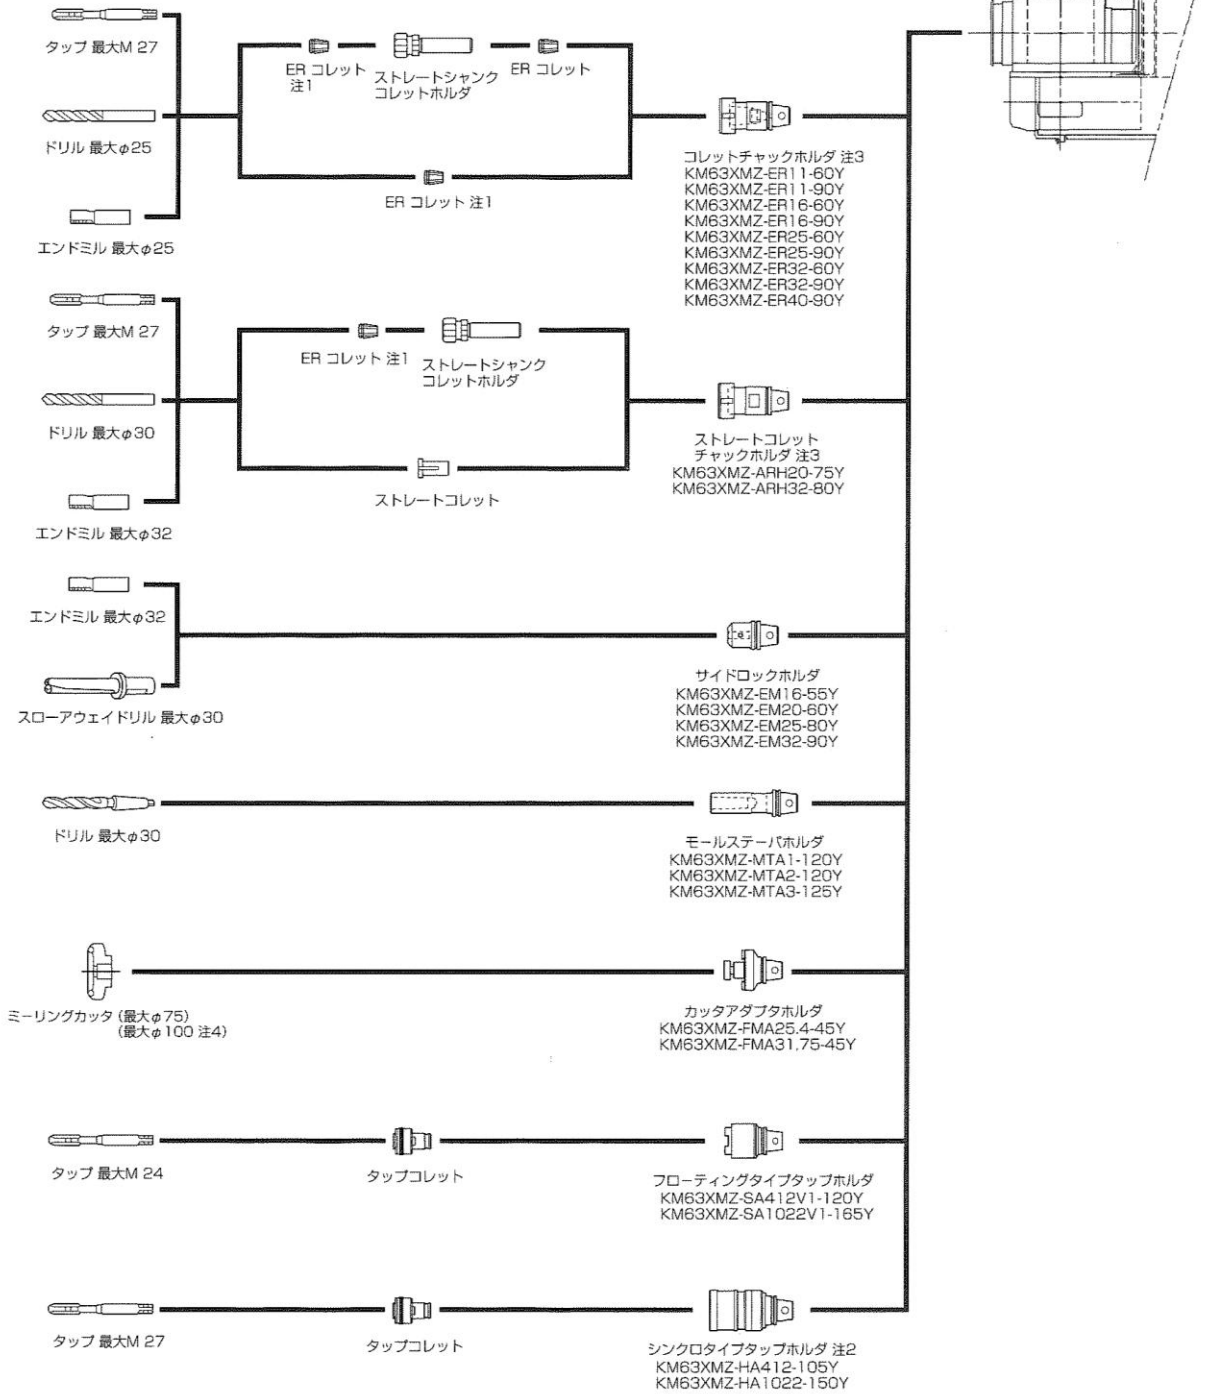 タップ 最大M 27
ER コレット
注1
ストレートシャンク
コレットホルダ
ER コレット
ドリル 最大φ25
ER コレット 注1
エンドミル 最大φ25
コレットチャックホルダ 注3
KM63XMZ-ER11-60Y
KM63XMZ-ER11-90Y
KM63XMZ-ER16-60Y
KM63XMZ-ER16-90Y
KM63XMZ-ER25-60Y
KM63XMZ-ER25-90Y
KM63XMZ-ER32-60Y
KM63XMZ-ER32-90Y
KM63XMZ-ER40-90Y
タップ 最大M 27
ER コレット 注1
ストレートシャンク
コレットホルダ
ドリル 最大φ30
ストレートコレット
エンドミル 最大φ32
ストレートコレット
チャックホルダ 注3
KM63XMZ-ARH20-75Y
KM63XMZ-ARH32-80Y
エンドミル 最大φ32
スローアウェイドリル 最大φ30
サイドロックホルダ
KM63XMZ-EM16-55Y
KM63XMZ-EM20-60Y
KM63XMZ-EM25-80Y
KM63XMZ-EM32-90Y
ドリル 最大φ30
モールステーパホルダ
KM63XMZ-MTA1-120Y
KM63XMZ-MTA2-120Y
KM63XMZ-MTA3-125Y
ミーリングカッタ (最大φ75)
(最大φ100 注4)
カッタアダプタホルダ
KM63XMZ-FMA25.4-45Y
KM63XMZ-FMA31.75-45Y
タップ 最大M 24
タップコレット
フローティングタイプタップホルダ
KM63XMZ-SA412V1-120Y
KM63XMZ-SA1022V1-165Y
タップ 最大M 27
タップコレット
シンクロタイプタップホルダ 注2
KM63XMZ-HA412-105Y
KM63XMZ-HA1022-150Y